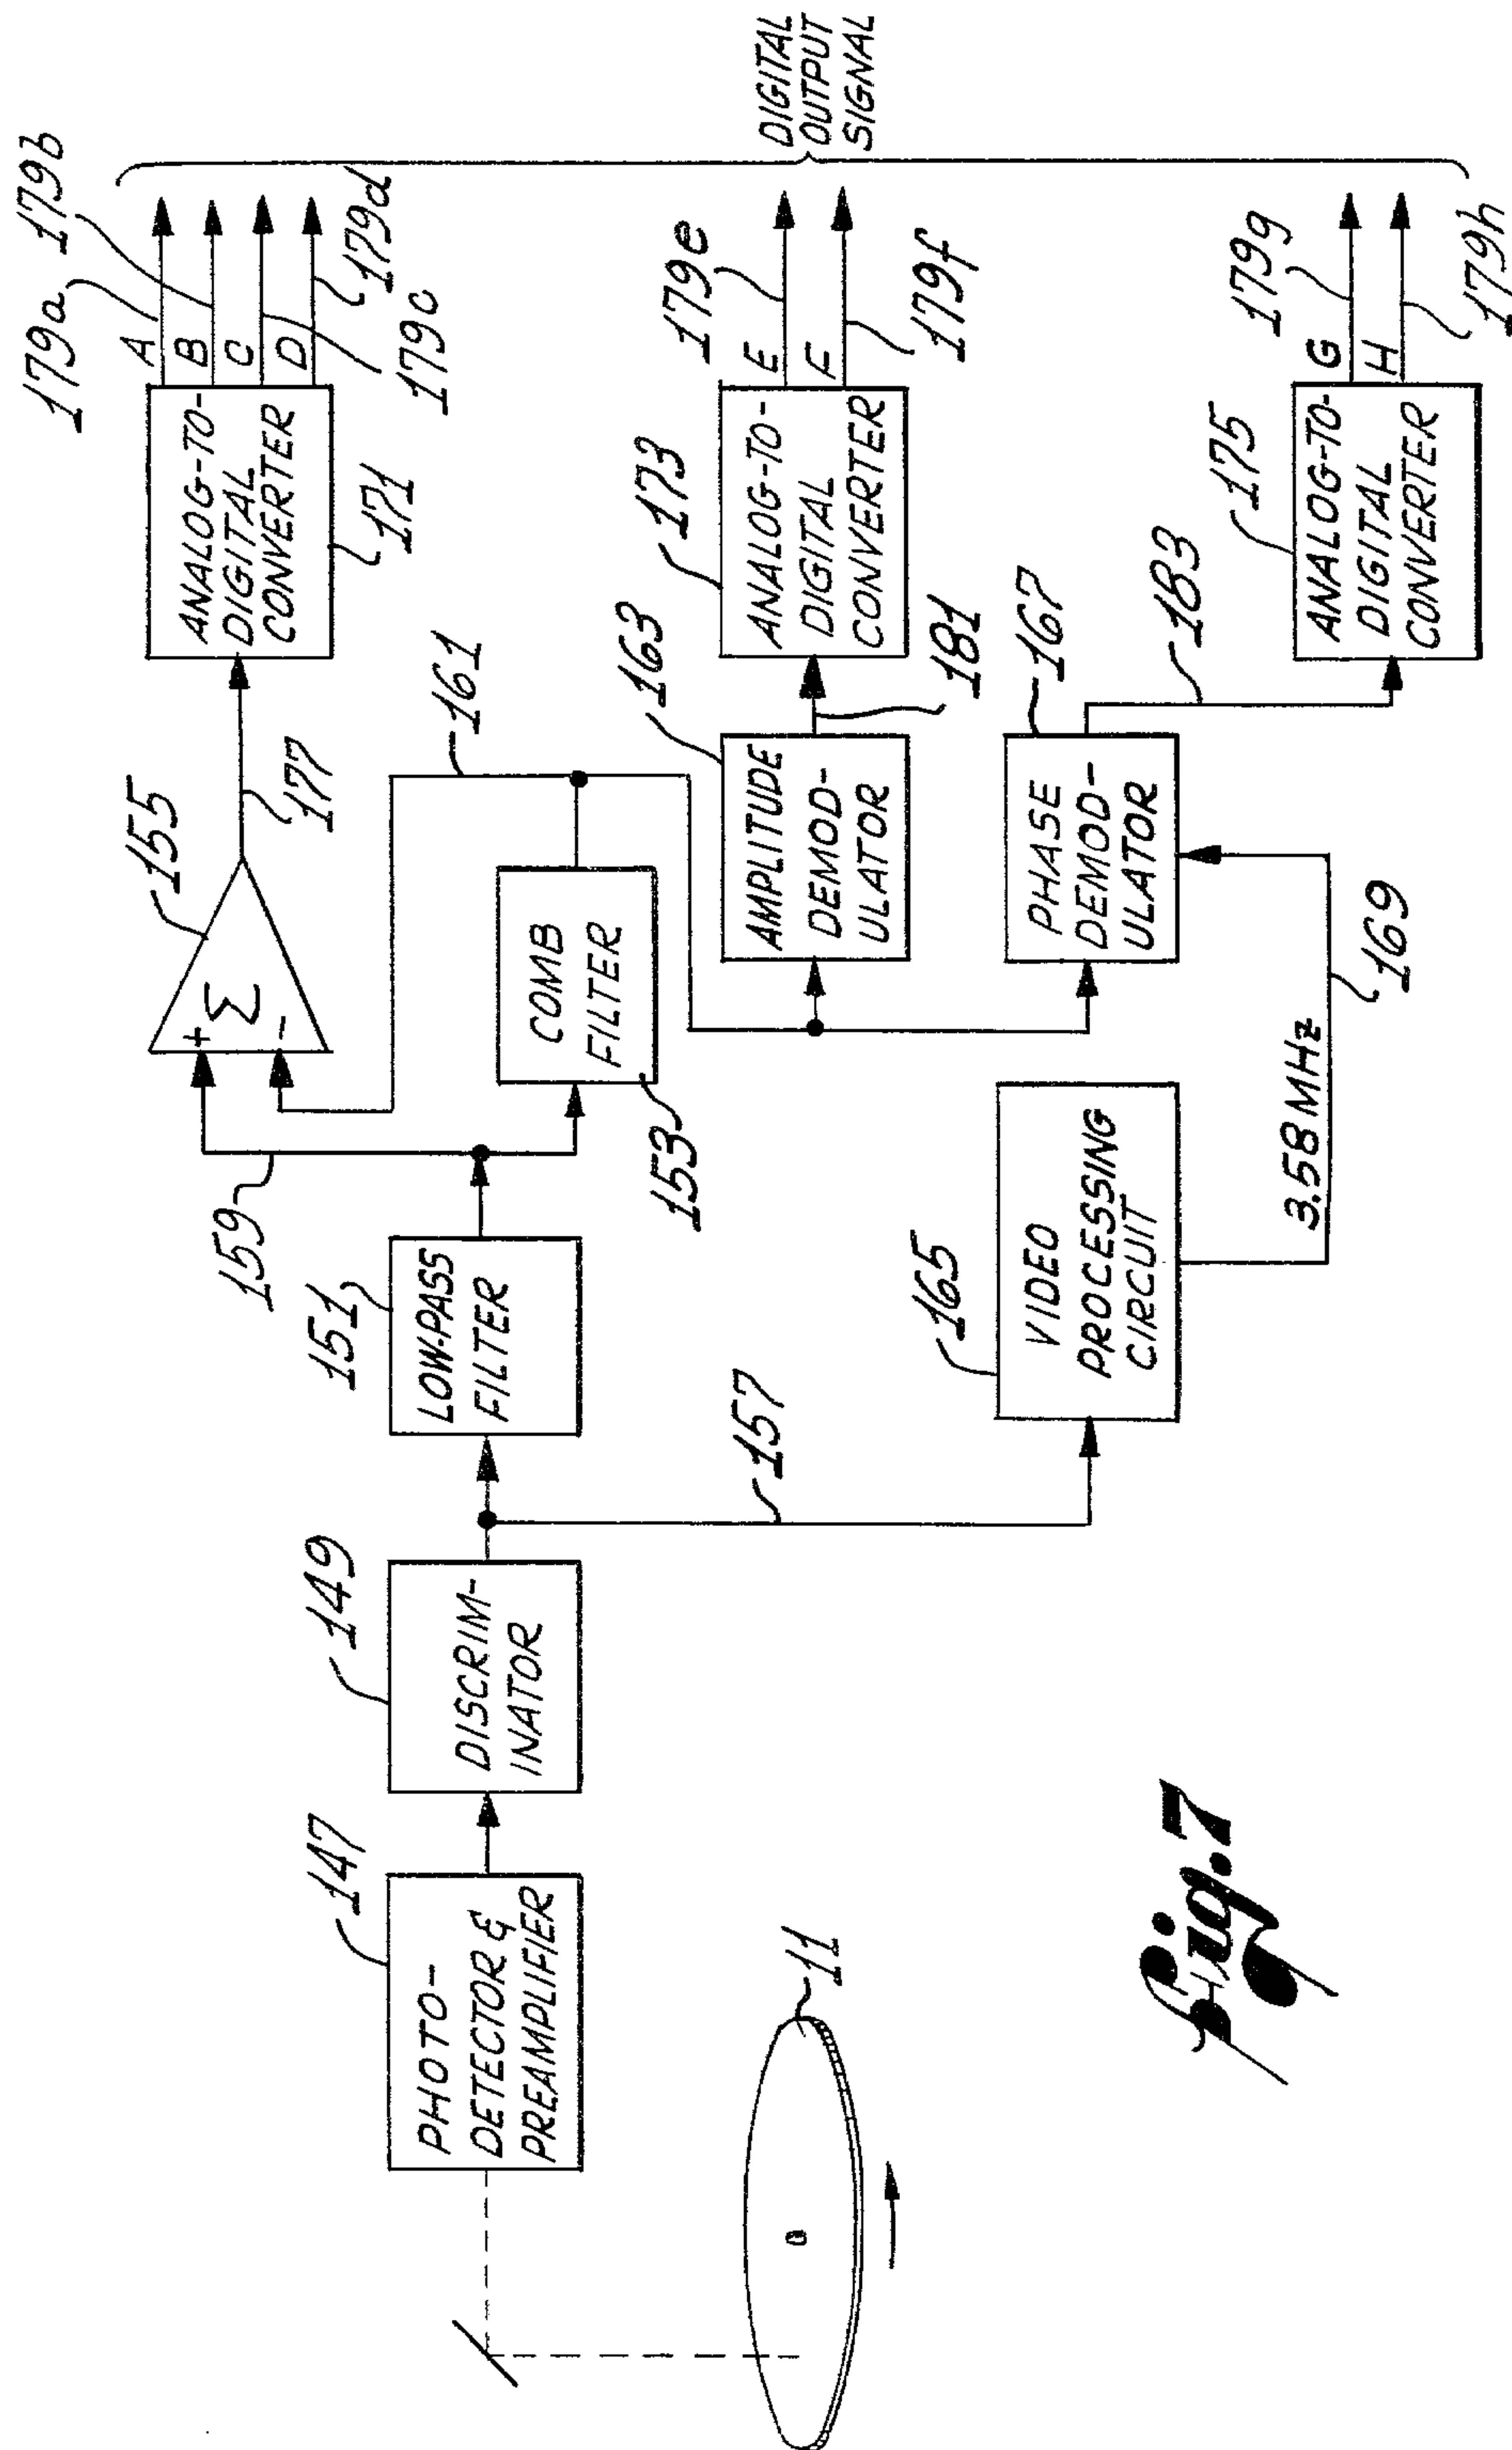 147
PHOTO-
DETECTOR &
PREAMPLIFIER
11
149
DISCRIM-
INATOR
157
151
LOW-PASS
FILTER
159
153
COMB
FILTER
155
+
Σ
-
177
161
165
VIDEO
PROCESSING
CIRCUIT
3.58 MHz
169
163
AMPLITUDE
DEMOD-
ULATOR
181
167
PHASE
DEMOD-
ULATOR
183
171
ANALOG-TO-
DIGITAL
CONVERTER
173
ANALOG-TO-
DIGITAL
CONVERTER
175
ANALOG-TO-
DIGITAL
CONVERTER
179a
A
179b
B
179c
C
179d
D
179e
E
179f
F
179g
G
179h
H
DIGITAL
OUTPUT
SIGNAL
Fig. 7